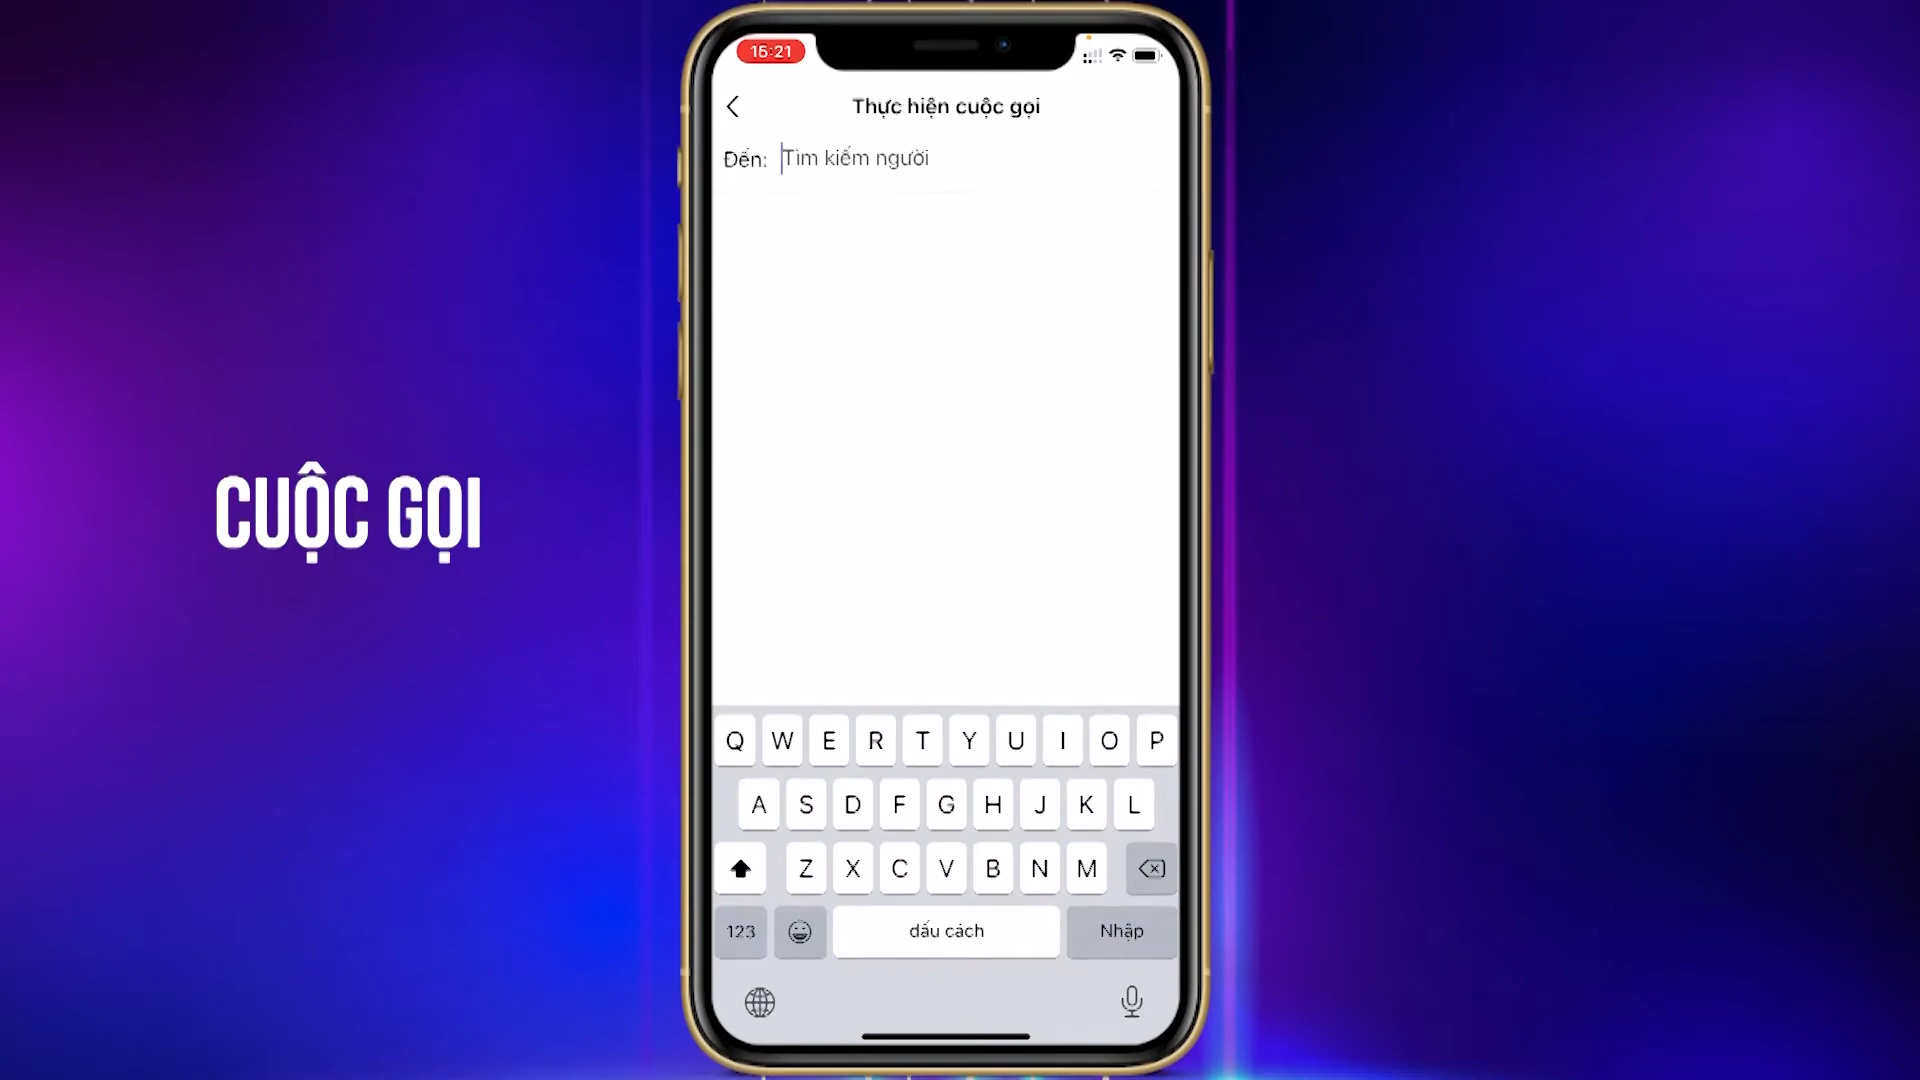 15:21
Thực hiện cuộc gọi
Đến: Tìm kiếm người
CUỘC GỌI
Q W E R T Y U I O P
A S D F G H J K L
Z X C V B N M
123 dấu cách Nhập